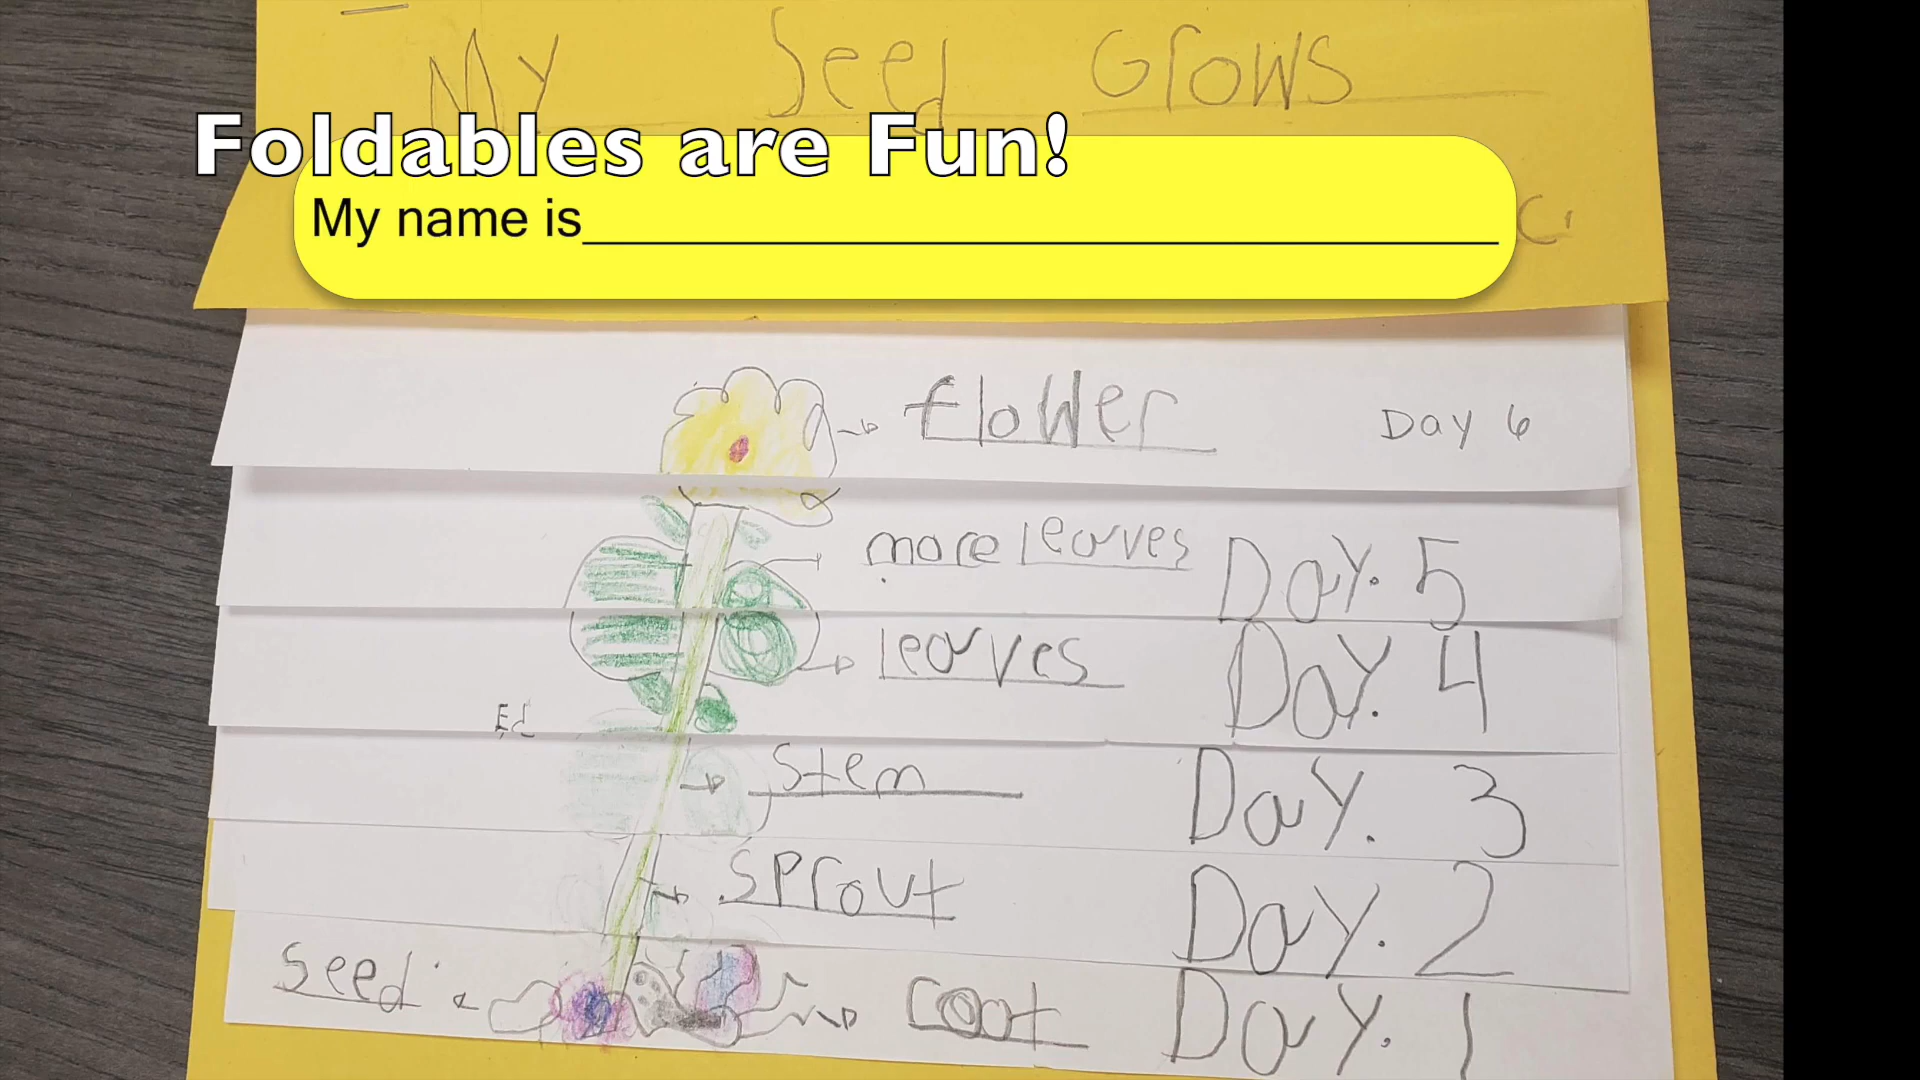 My Seed Grows
Foldables are Fun!
My name is
C.
flower Day 6
more leaves Day. 5
leaves Day. 4
Stem Day. 3
Sprout Day. 2
Seed root Day. 1